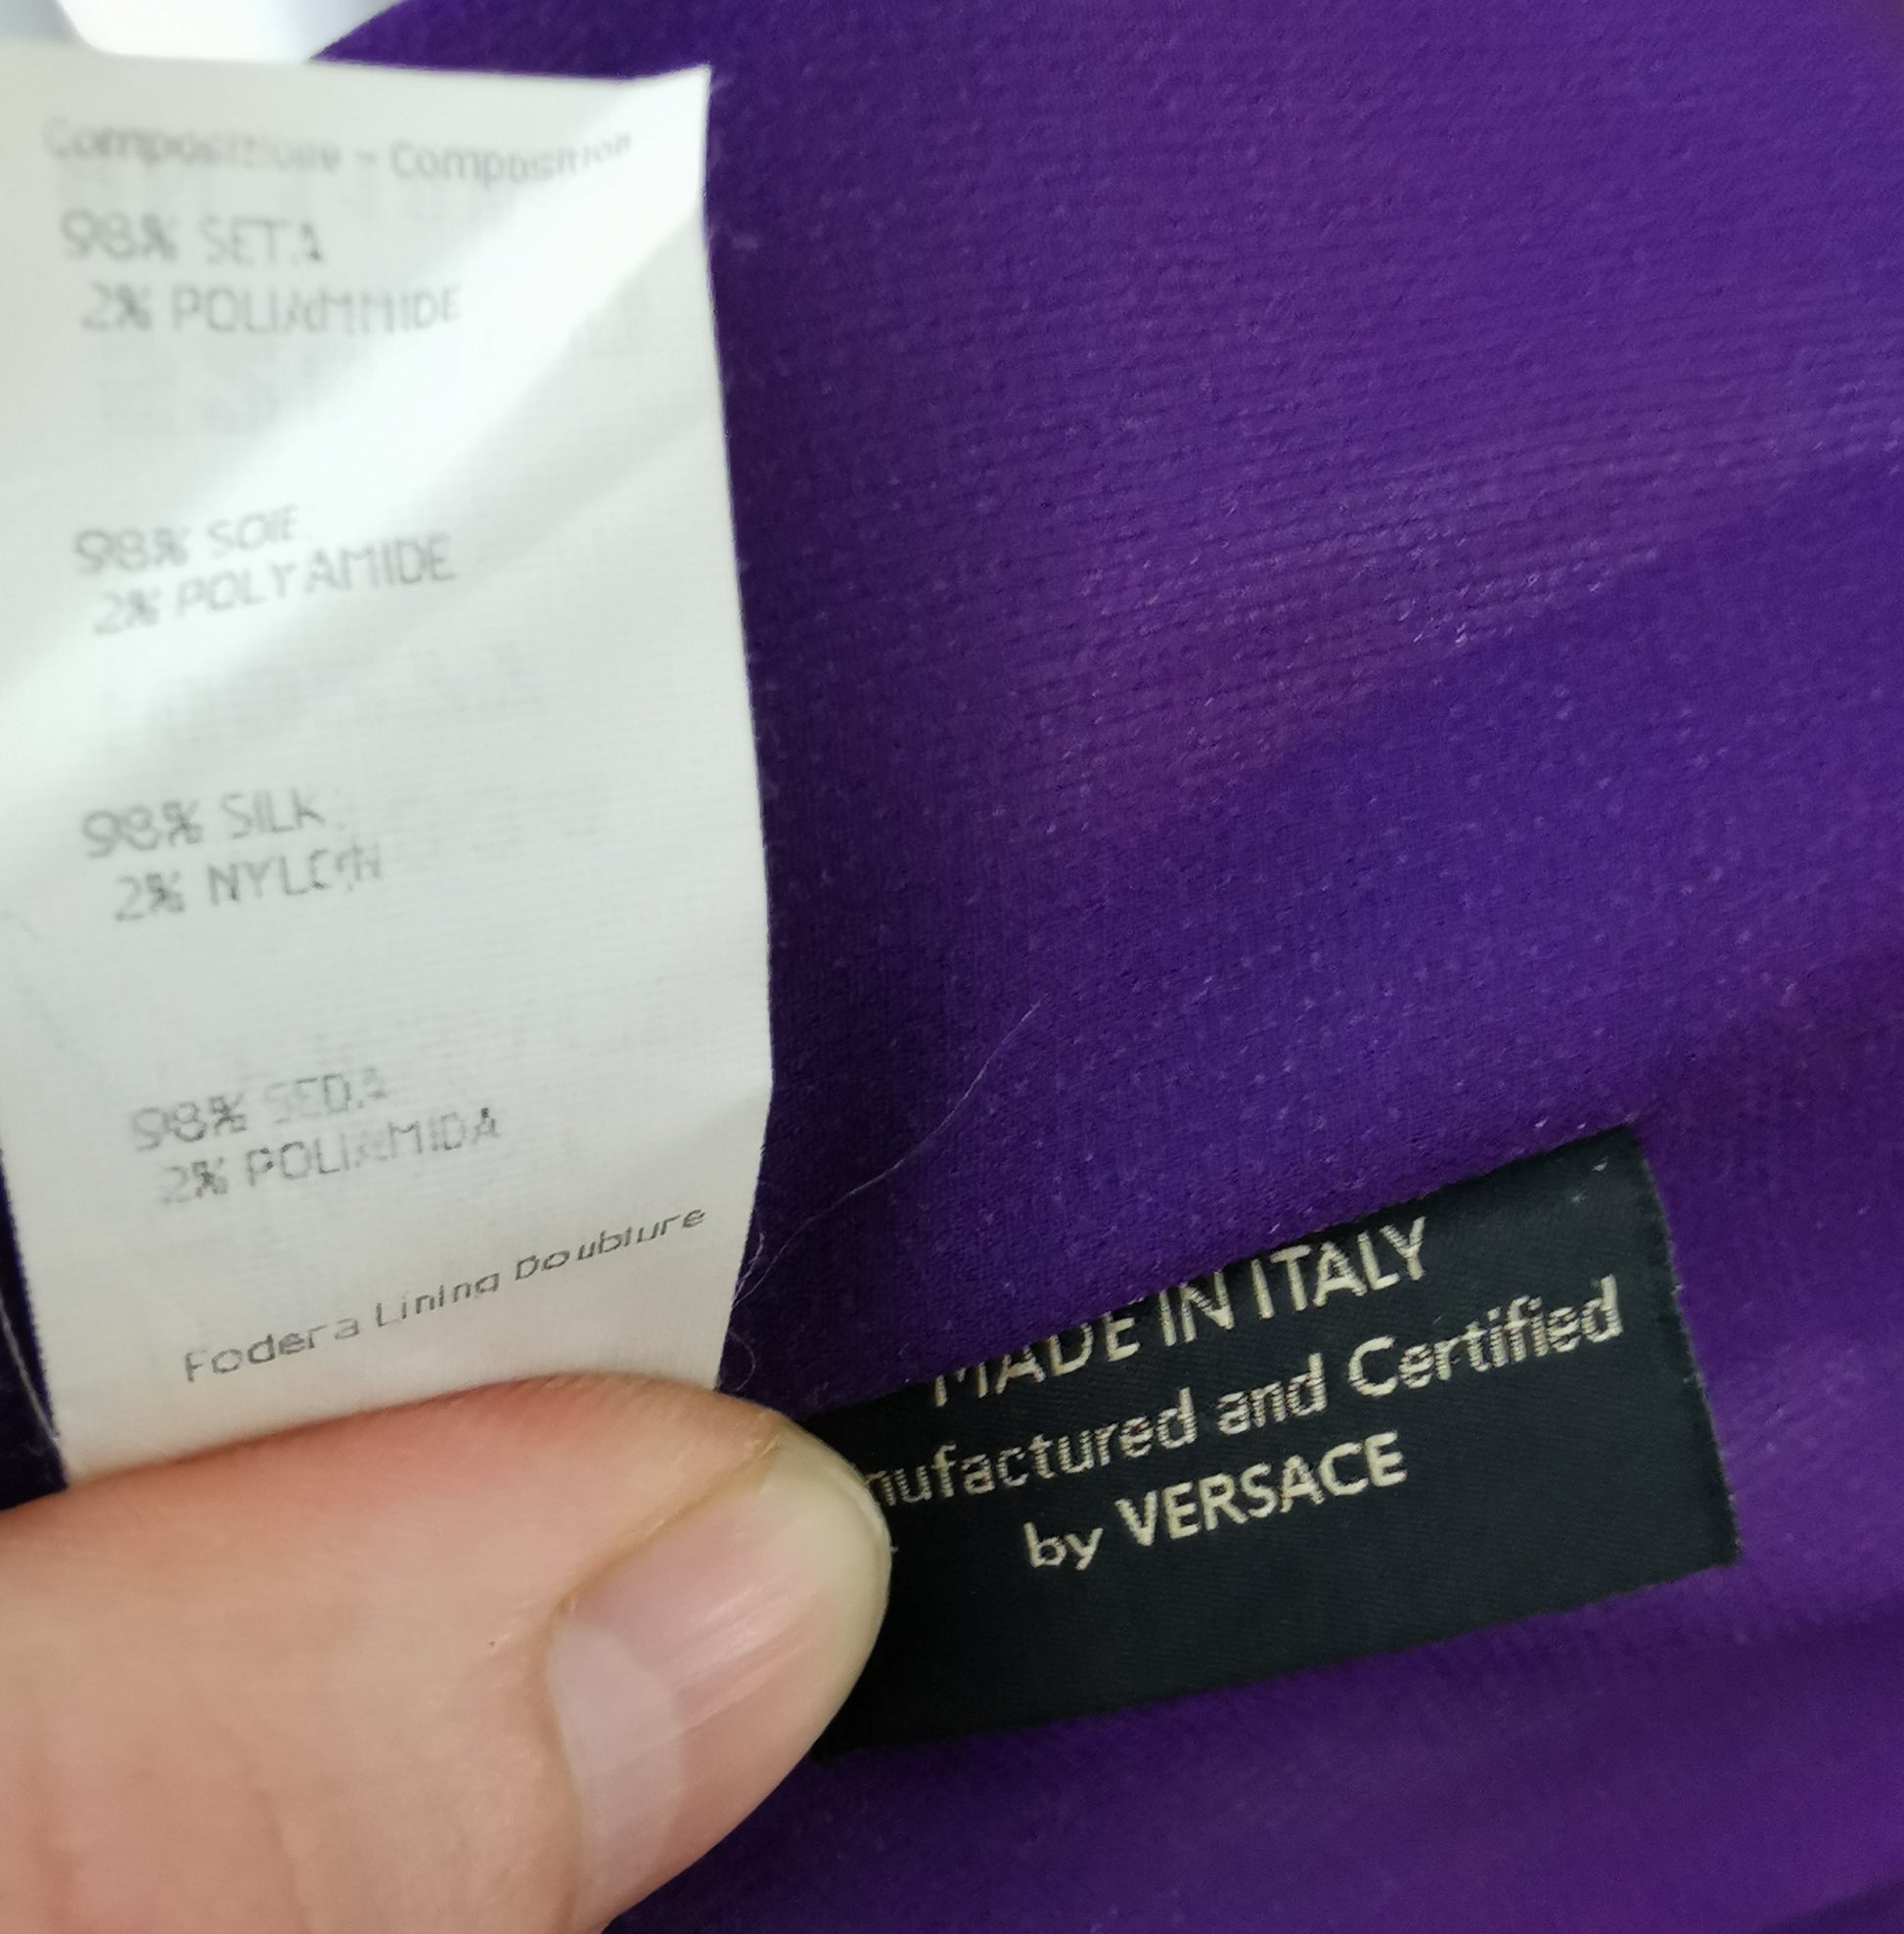 Composizione - Composition
98% SETA
2% POLIAMMIDE
98% SOIE
2% POLYAMIDE
98% SILK
2% NYLON
98% SEDA
2% POLIAMIDA
Fodera Lining Doublure
MADE IN ITALY
nufactured and Certified
by VERSACE